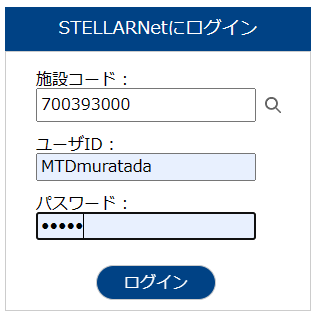 STELLARNetにログイン
施設コード：
700393000
ユーザID：
MTDmuratada
パスワード：
•••••
ログイン